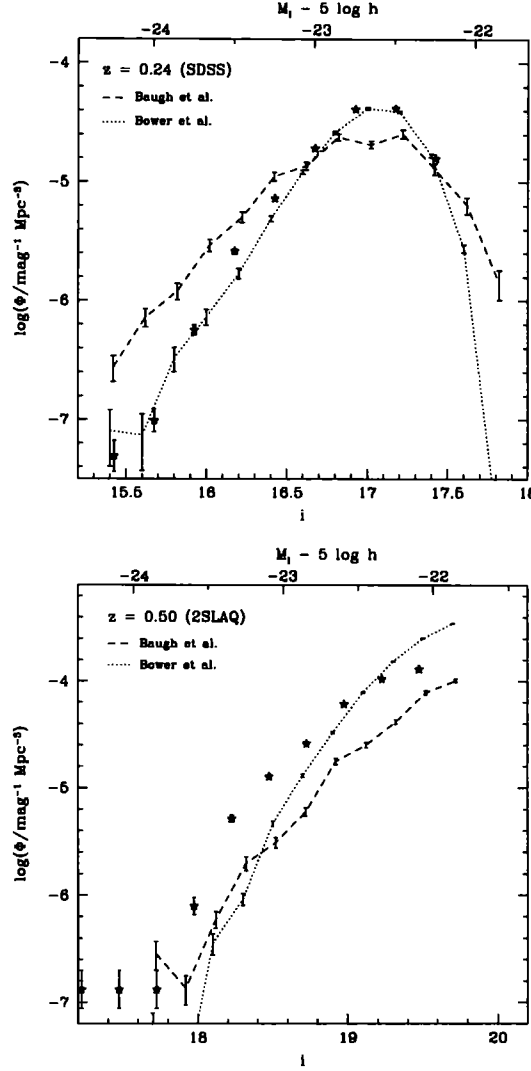 M_I − 5 log h
−24 −23 −22
z = 0.24 (SDSS)
Baugh et al.
Bower et al.
log(Φ/mag⁻¹ Mpc⁻³)
−4
−5
−6
−7
15.5 16 16.5 17 17.5 18
i
M_I − 5 log h
−24 −23 −22
z = 0.50 (2SLAQ)
Baugh et al.
Bower et al.
log(Φ/mag⁻¹ Mpc⁻³)
−4
−5
−6
−7
18 19 20
i